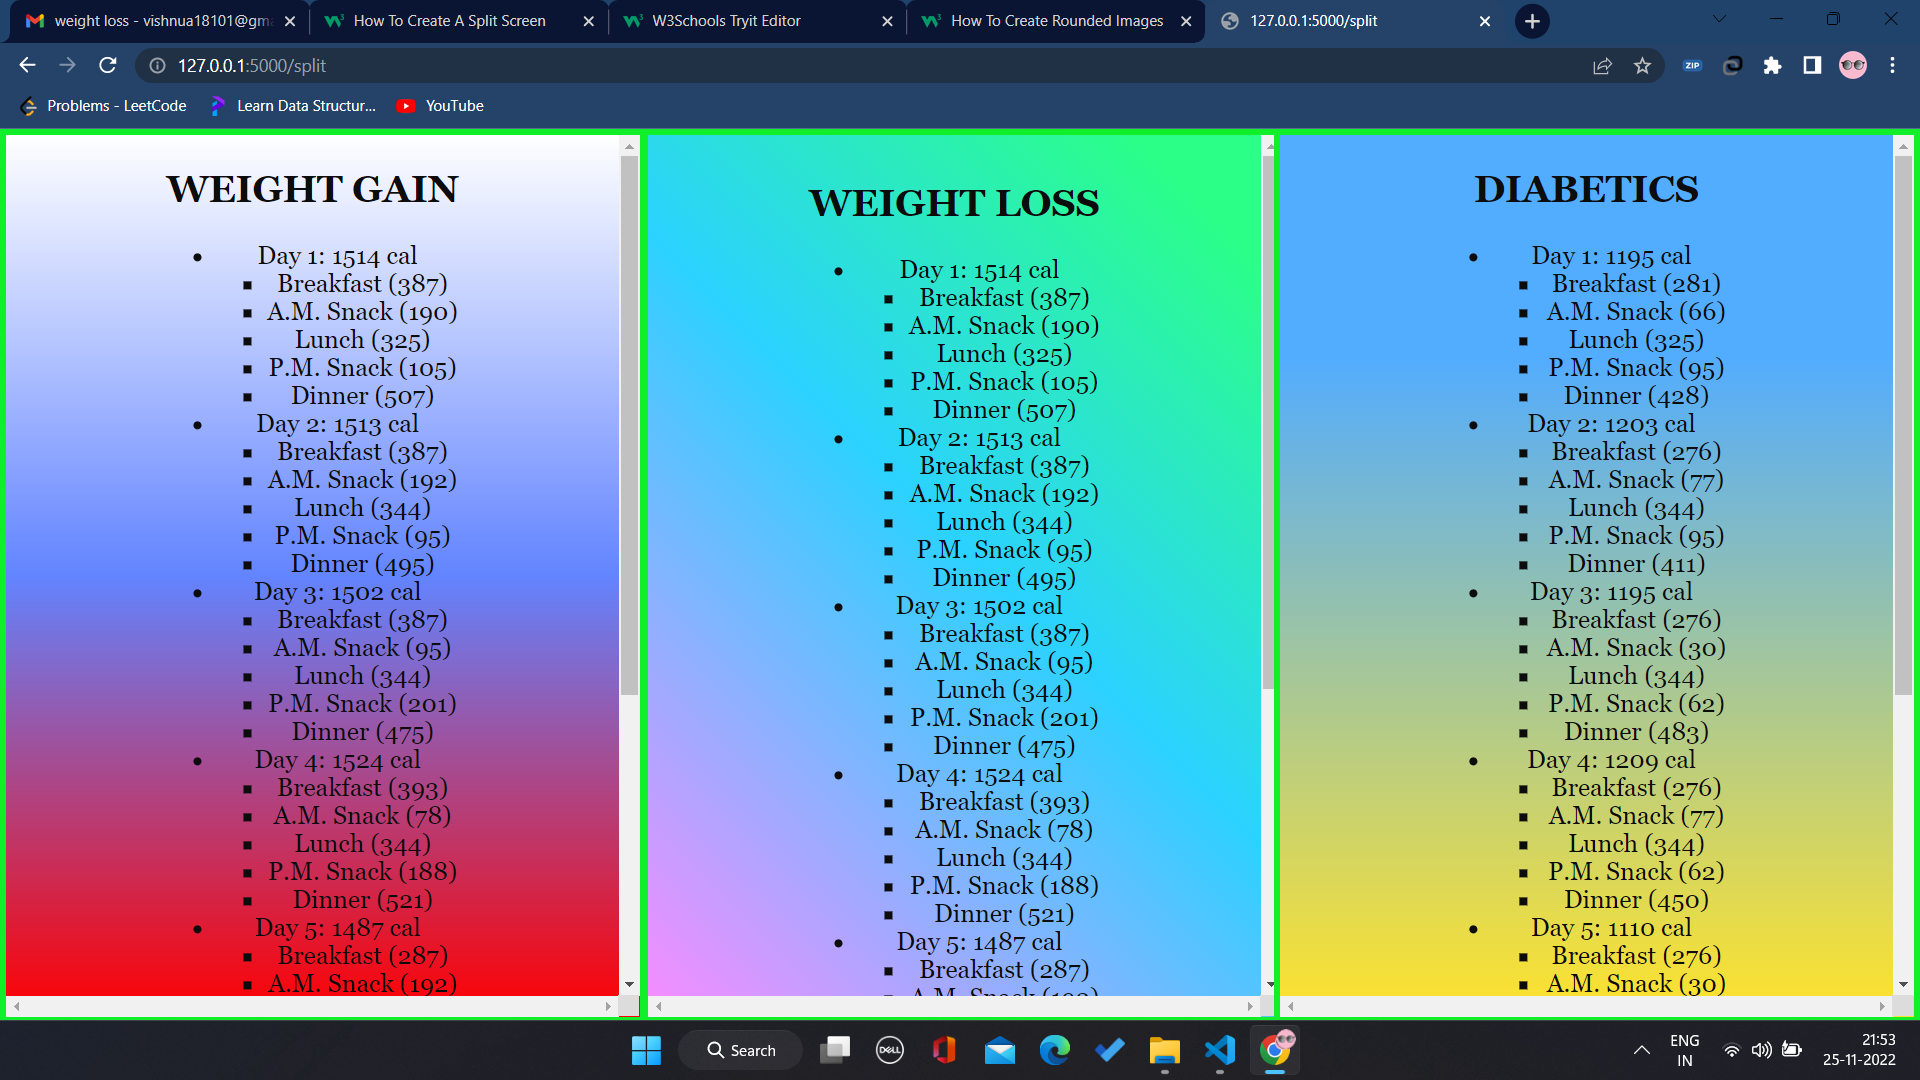 weight loss - vishnua18101@gma
How To Create A Split Screen
W3Schools Tryit Editor
How To Create Rounded Images
127.0.0.1:5000/split
127.0.0.1:5000/split
ZIP
Problems - LeetCode
Learn Data Structur...
YouTube
WEIGHT GAIN
Day 1: 1514 cal
Breakfast (387)
A.M. Snack (190)
Lunch (325)
P.M. Snack (105)
Dinner (507)
Day 2: 1513 cal
Breakfast (387)
A.M. Snack (192)
Lunch (344)
P.M. Snack (95)
Dinner (495)
Day 3: 1502 cal
Breakfast (387)
A.M. Snack (95)
Lunch (344)
P.M. Snack (201)
Dinner (475)
Day 4: 1524 cal
Breakfast (393)
A.M. Snack (78)
Lunch (344)
P.M. Snack (188)
Dinner (521)
Day 5: 1487 cal
Breakfast (287)
A.M. Snack (192)
WEIGHT LOSS
Day 1: 1514 cal
Breakfast (387)
A.M. Snack (190)
Lunch (325)
P.M. Snack (105)
Dinner (507)
Day 2: 1513 cal
Breakfast (387)
A.M. Snack (192)
Lunch (344)
P.M. Snack (95)
Dinner (495)
Day 3: 1502 cal
Breakfast (387)
A.M. Snack (95)
Lunch (344)
P.M. Snack (201)
Dinner (475)
Day 4: 1524 cal
Breakfast (393)
A.M. Snack (78)
Lunch (344)
P.M. Snack (188)
Dinner (521)
Day 5: 1487 cal
Breakfast (287)
A.M. Snack (192)
DIABETICS
Day 1: 1195 cal
Breakfast (281)
A.M. Snack (66)
Lunch (325)
P.M. Snack (95)
Dinner (428)
Day 2: 1203 cal
Breakfast (276)
A.M. Snack (77)
Lunch (344)
P.M. Snack (95)
Dinner (411)
Day 3: 1195 cal
Breakfast (276)
A.M. Snack (30)
Lunch (344)
P.M. Snack (62)
Dinner (483)
Day 4: 1209 cal
Breakfast (276)
A.M. Snack (77)
Lunch (344)
P.M. Snack (62)
Dinner (450)
Day 5: 1110 cal
Breakfast (276)
A.M. Snack (30)
Search
DELL
ENG
IN
21:53
25-11-2022